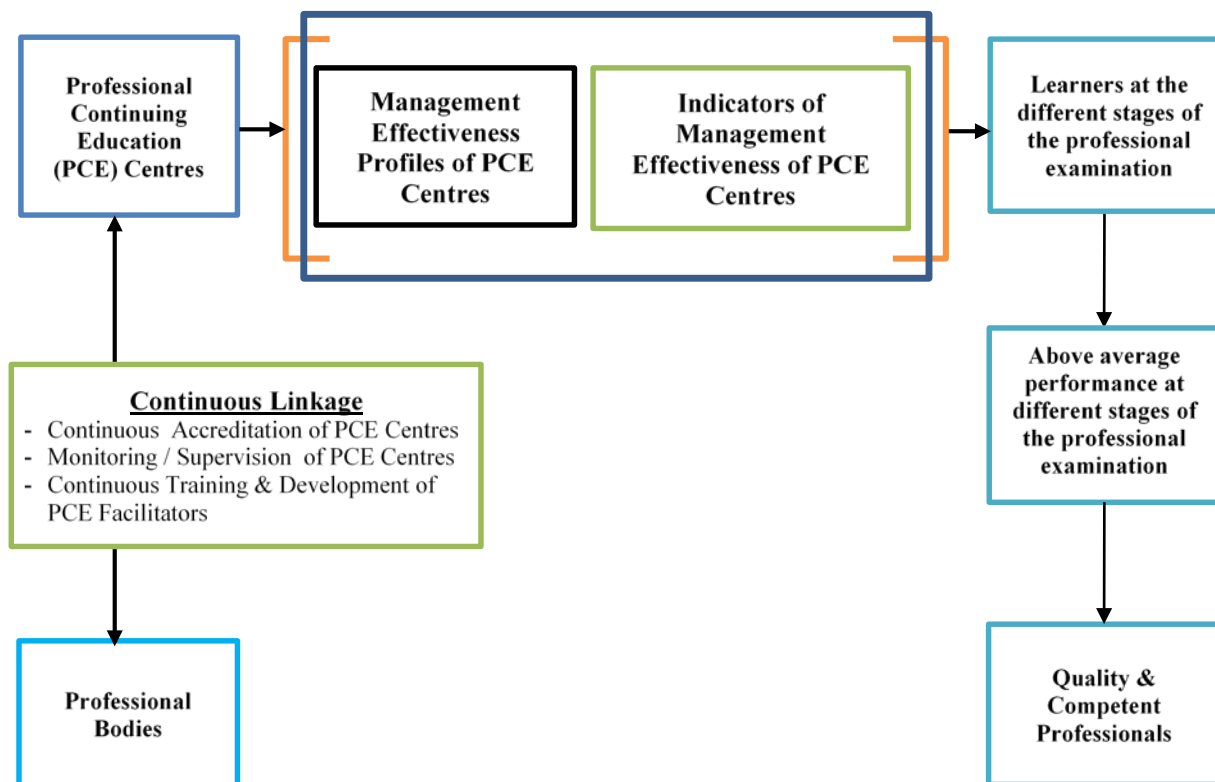 Professional
Continuing
Education
(PCE) Centres
Management
Effectiveness
Profiles of PCE
Centres
Indicators of
Management
Effectiveness of PCE
Centres
Learners at the
different stages of
the professional
examination
Continuous Linkage
- Continuous Accreditation of PCE Centres
- Monitoring / Supervision of PCE Centres
- Continuous Training & Development of
PCE Facilitators
Above average
performance at
different stages of
the professional
examination
Professional
Bodies
Quality &
Competent
Professionals